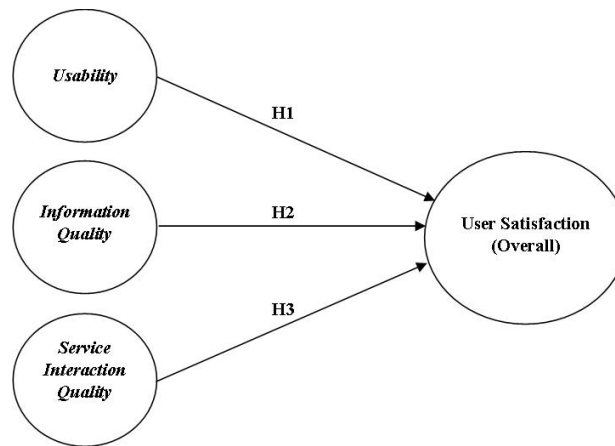 Usability
H1
Information
Quality
H2
User Satisfaction
(Overall)
H3
Service
Interaction
Quality